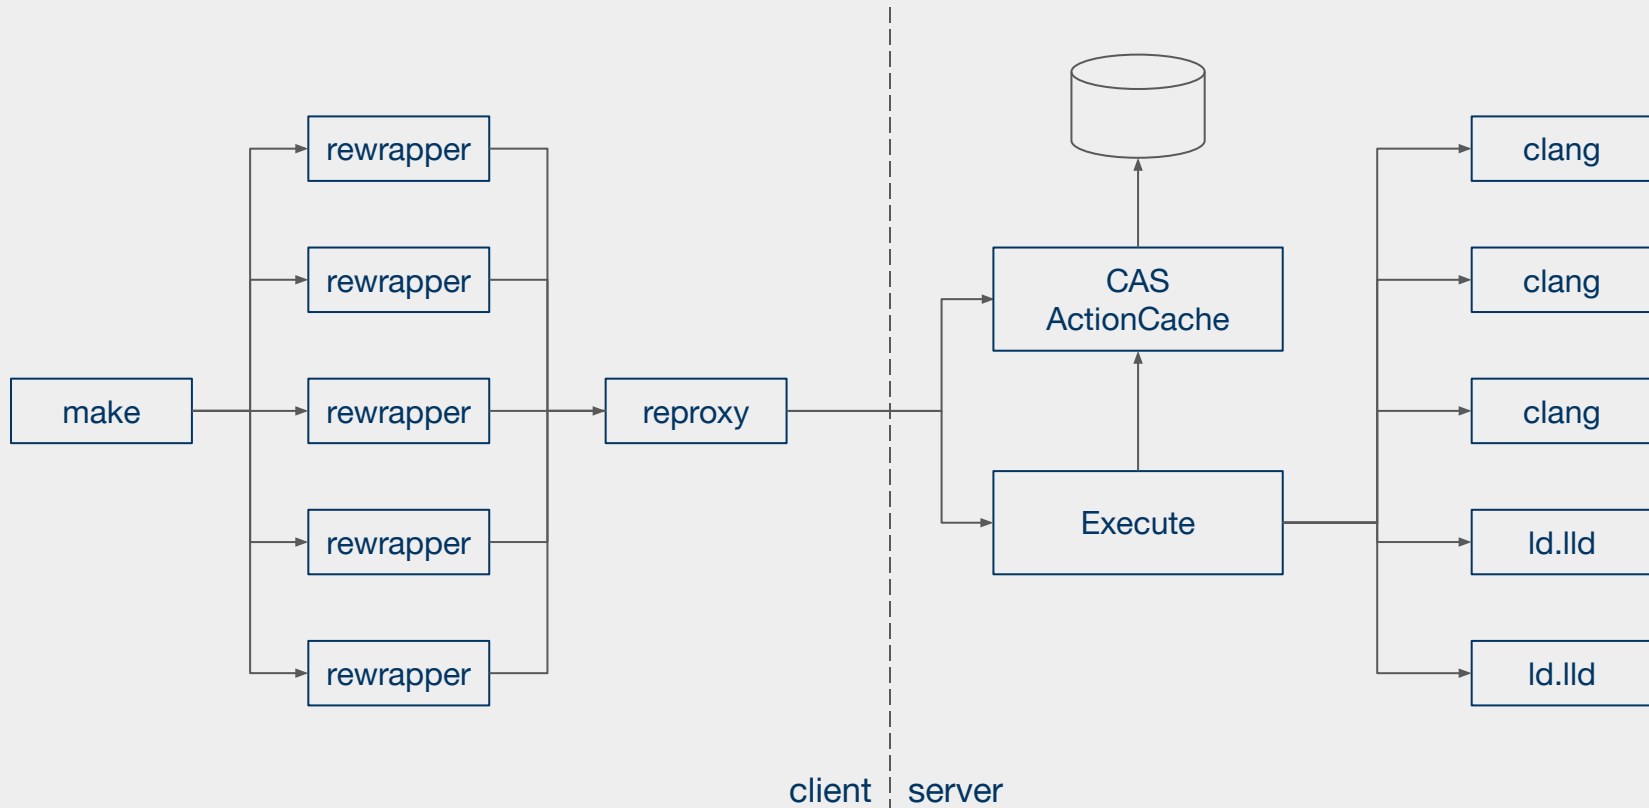 make
rewrapper
rewrapper
rewrapper
rewrapper
rewrapper
reproxy
CAS
ActionCache
Execute
clang
clang
clang
ld.lld
ld.lld
client
server